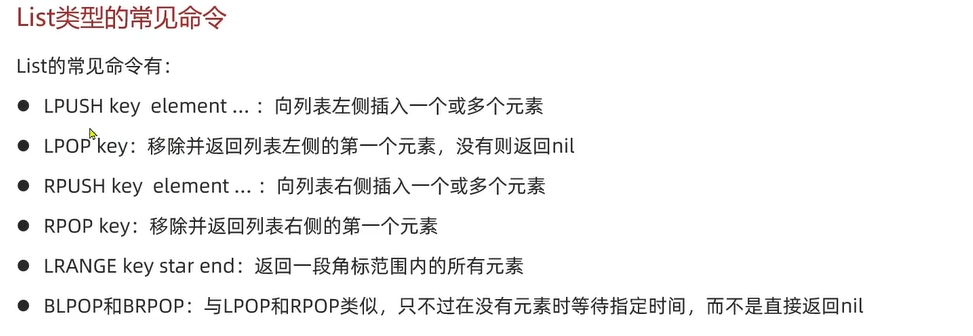 List类型的常见命令
List的常见命令有：
● LPUSH key element ... ：向列表左侧插入一个或多个元素
● LPOP key：移除并返回列表左侧的第一个元素，没有则返回nil
● RPUSH key element ... ：向列表右侧插入一个或多个元素
● RPOP key：移除并返回列表右侧的第一个元素
● LRANGE key star end：返回一段角标范围内的所有元素
● BLPOP和BRPOP：与LPOP和RPOP类似，只不过在没有元素时等待指定时间，而不是直接返回nil